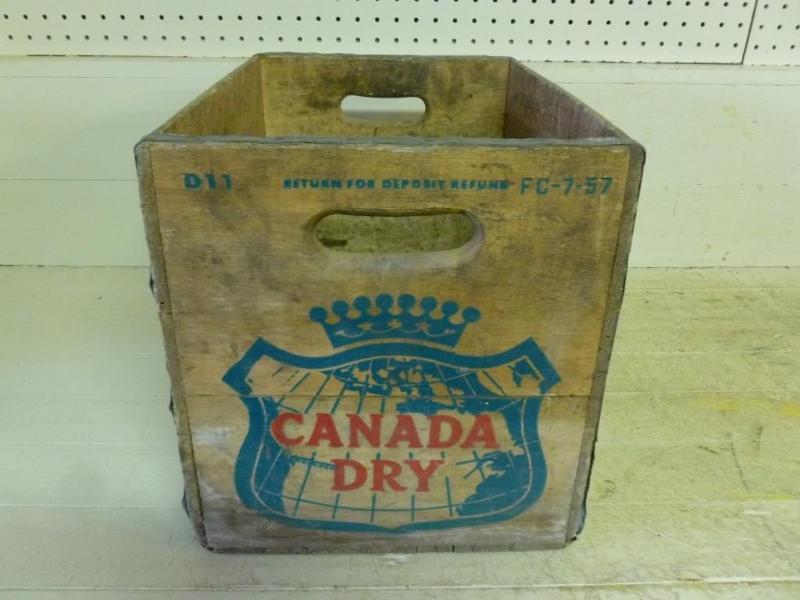 D11 RETURN FOR DEPOSIT REFUND FC-7-57
CANADA
DRY